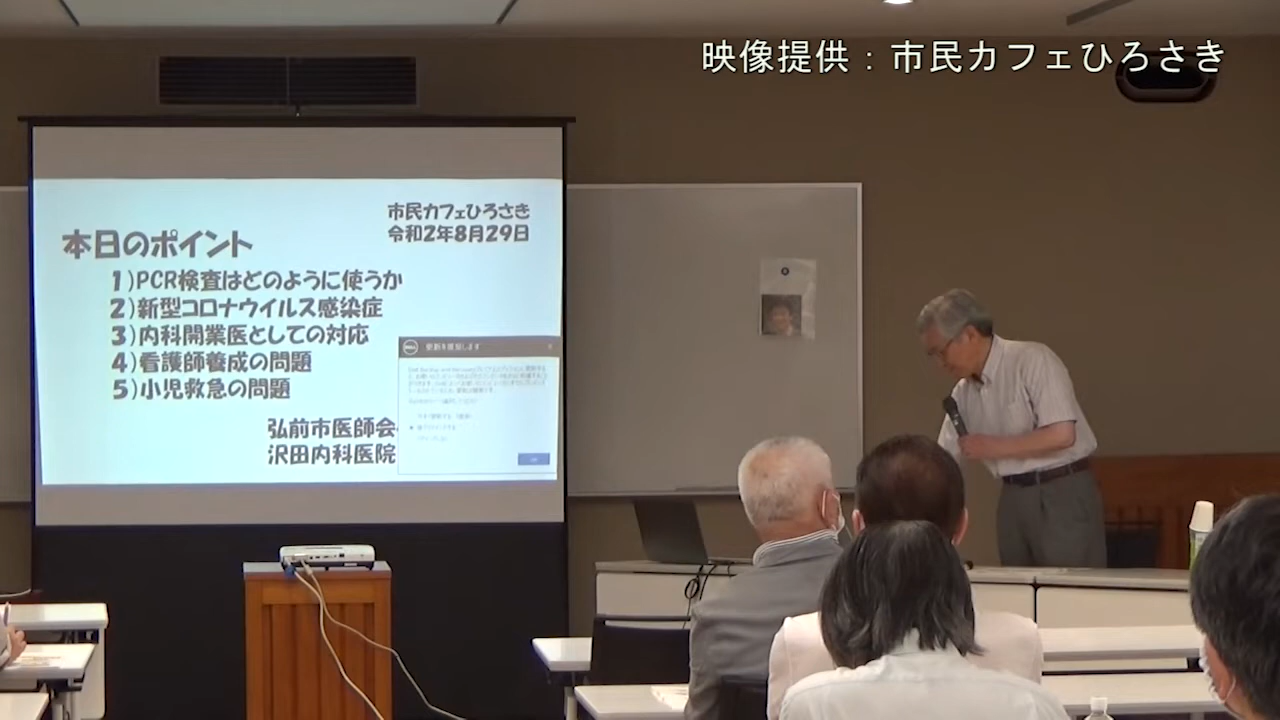 映像提供：市民カフェひろさき
市民カフェひろさき
令和2年8月29日
本日のポイント
1)PCR検査はどのように使うか
2)新型コロナウイルス感染症
3)内科開業医としての対応
4)看護師養成の問題
5)小児救急の問題
弘前市医師会
沢田内科医院
DELL